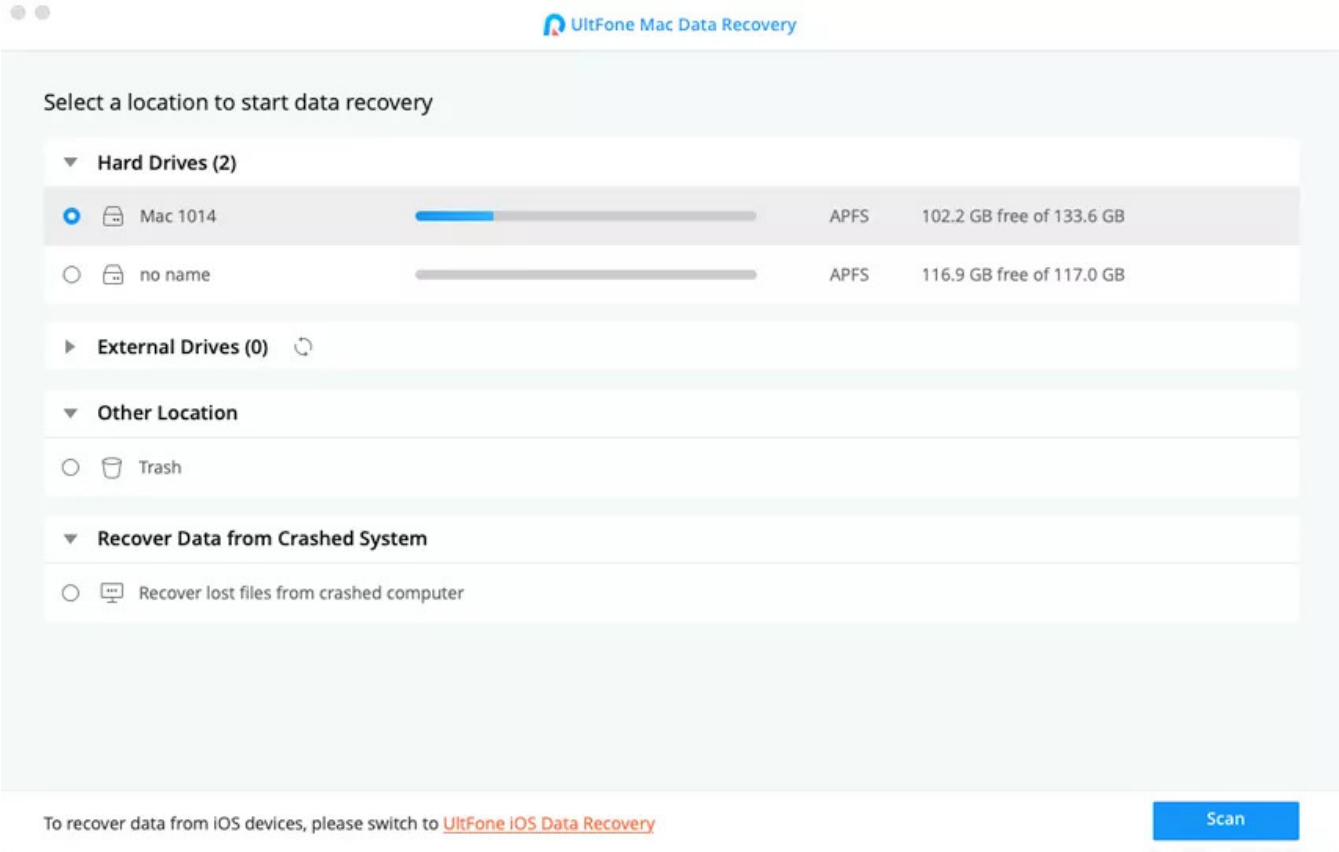 UltFone Mac Data Recovery
Select a location to start data recovery
Hard Drives (2)
Mac 1014 APFS 102.2 GB free of 133.6 GB
no name APFS 116.9 GB free of 117.0 GB
External Drives (0)
Other Location
Trash
Recover Data from Crashed System
Recover lost files from crashed computer
To recover data from iOS devices, please switch to UltFone iOS Data Recovery
Scan